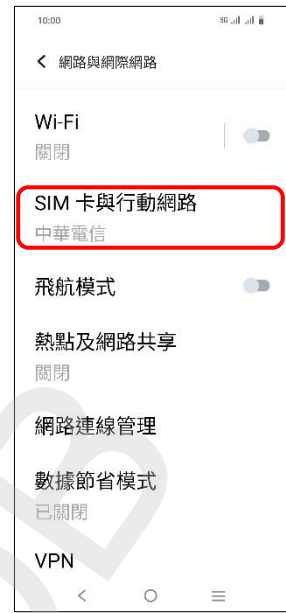 10:00
5G
網路與網際網路
Wi-Fi
關閉
SIM 卡與行動網路
中華電信
飛航模式
熱點及網路共享
關閉
網路連線管理
數據節省模式
已關閉
VPN